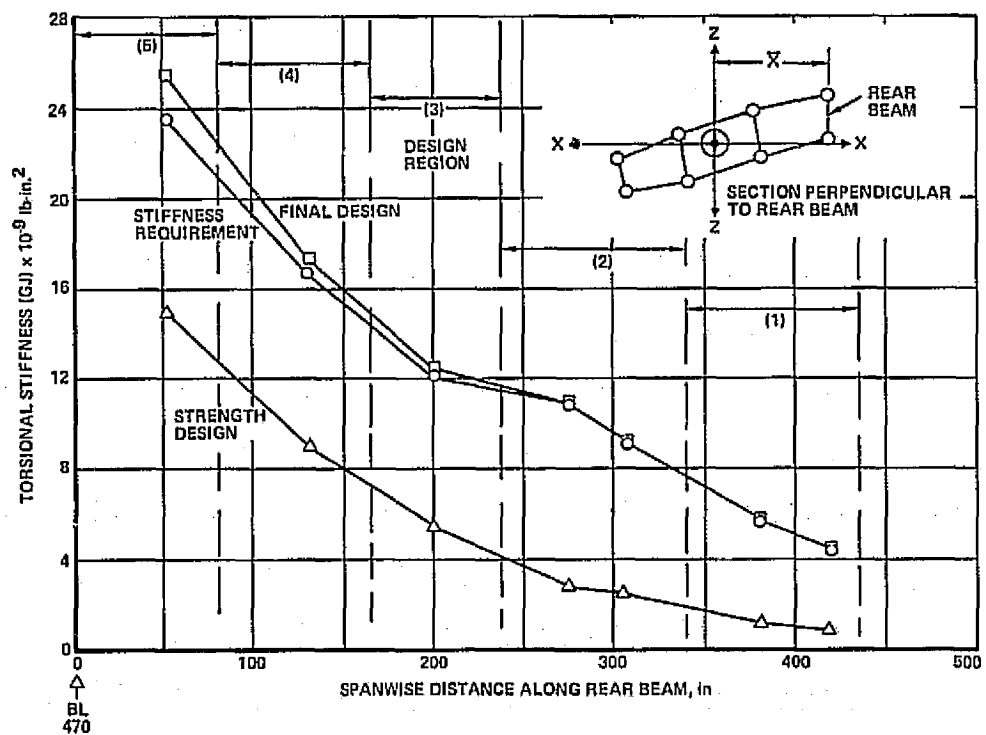 28
24
20
16
12
8
4
0
TORSIONAL STIFFNESS [GJ] x 10⁻⁹ lb-in.²
(5)
(4)
(3)
DESIGN
REGION
(2)
(1)
STIFFNESS
REQUIREMENT
FINAL DESIGN
STRENGTH
DESIGN
Z
X̄
REAR
BEAM
X
X
SECTION PERPENDICULAR
TO REAR BEAM
Z
0
100
200
300
400
500
SPANWISE DISTANCE ALONG REAR BEAM, in
BL
470